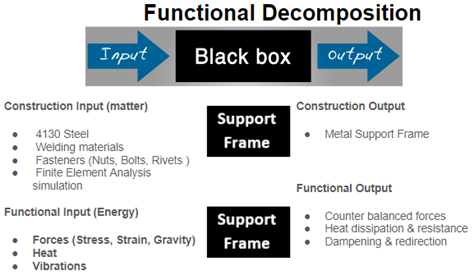 Functional Decomposition
Input
Black box
Output
Construction Input (matter)
● 4130 Steel
● Welding materials
● Fasteners (Nuts, Bolts, Rivets )
● Finite Element Analysis
simulation
Support
Frame
Construction Output
● Metal Support Frame
Functional Input (Energy)
● Forces (Stress, Strain, Gravity)
● Heat
● Vibrations
Support
Frame
Functional Output
● Counter balanced forces
● Heat dissipation & resistance
● Dampening & redirection